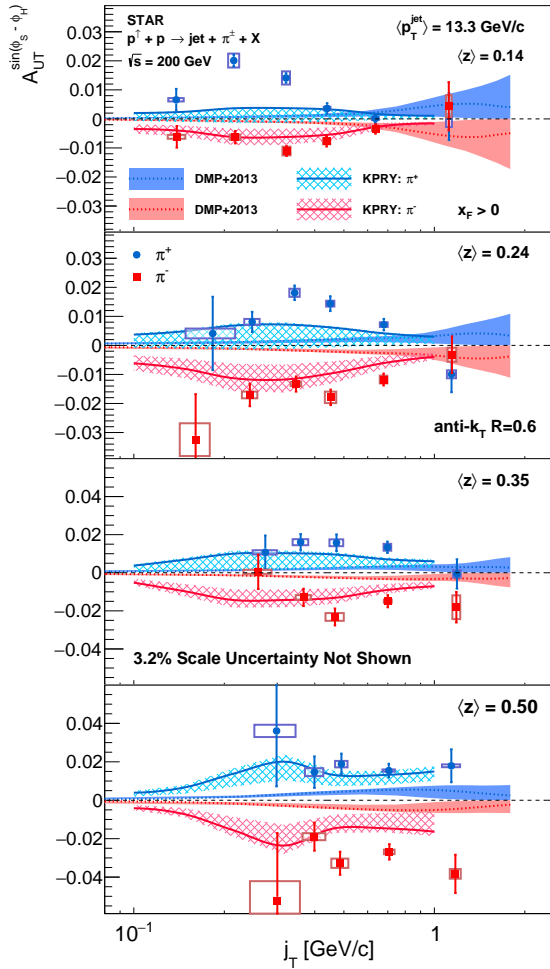 STAR
p↑ + p → jet + π± + X
√s = 200 GeV
⟨p_T^jet⟩ = 13.3 GeV/c
⟨z⟩ = 0.14
A_UT^sin(ϕ_S - ϕ_H)
0.03
0.02
0.01
0
−0.01
−0.02
−0.03
DMP+2013
KPRY: π+
DMP+2013
KPRY: π-
x_F > 0
π+
π-
⟨z⟩ = 0.24
0.03
0.02
0.01
0
−0.01
−0.02
−0.03
anti-k_T R=0.6
⟨z⟩ = 0.35
0.04
0.02
0
−0.02
−0.04
3.2% Scale Uncertainty Not Shown
⟨z⟩ = 0.50
0.04
0.02
0
−0.02
−0.04
10⁻¹
1
j_T [GeV/c]